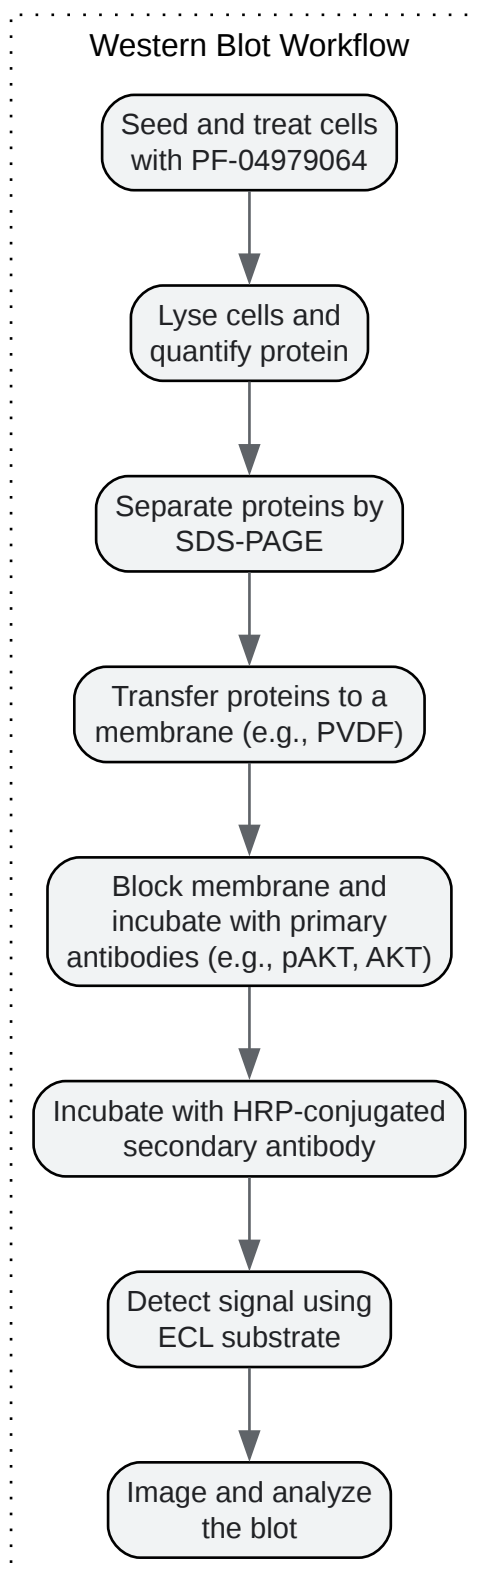 Western Blot Workflow
Seed and treat cells
with PF-04979064
Lyse cells and
quantify protein
Separate proteins by
SDS-PAGE
Transfer proteins to a
membrane (e.g., PVDF)
Block membrane and
incubate with primary
antibodies (e.g., pAKT, AKT)
Incubate with HRP-conjugated
secondary antibody
Detect signal using
ECL substrate
Image and analyze
the blot